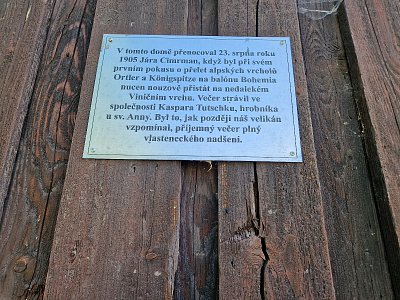 V tomto domě přenocoval 23. srpna roku
1905 Jára Cimrman, když byl při svém
prvním pokusu o přelet alpských vrcholů
Ortler a Königspitze na balónu Bohemia
nucen nouzově přistát na nedalekém
Viničním vrchu. Večer strávil ve
společnosti Kaspara Tutschku, hrobníka
u sv. Anny. Byl to, jak později náš velikán
vzpomínal, příjemný večer plný
vlasteneckého nadšení.